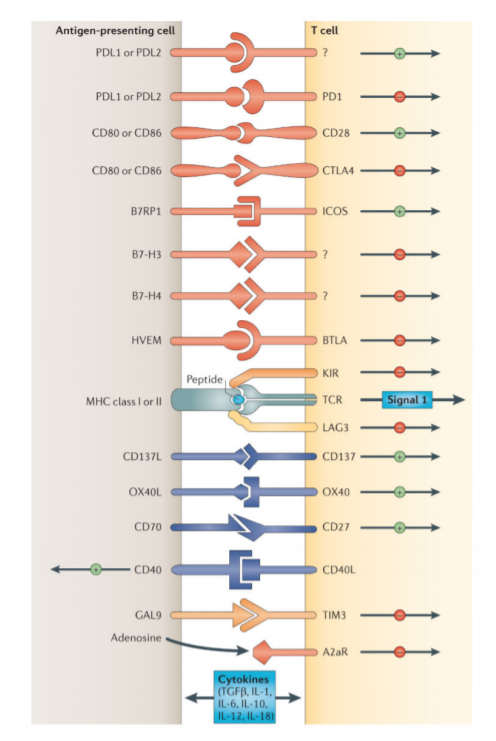 Antigen-presenting cell T cell
PDL1 or PDL2 ? +
PDL1 or PDL2 PD1 –
CD80 or CD86 CD28 +
CD80 or CD86 CTLA4 –
B7RP1 ICOS +
B7-H3 ? –
B7-H4 ? –
HVEM BTLA –
KIR –
Peptide
MHC class I or II TCR Signal 1
LAG3 –
CD137L CD137 +
OX40L OX40 +
CD70 CD27 +
+ CD40 CD40L
GAL9 TIM3 –
Adenosine
A2aR –
Cytokines
(TGFβ, IL-1,
IL-6, IL-10,
IL-12, IL-18)